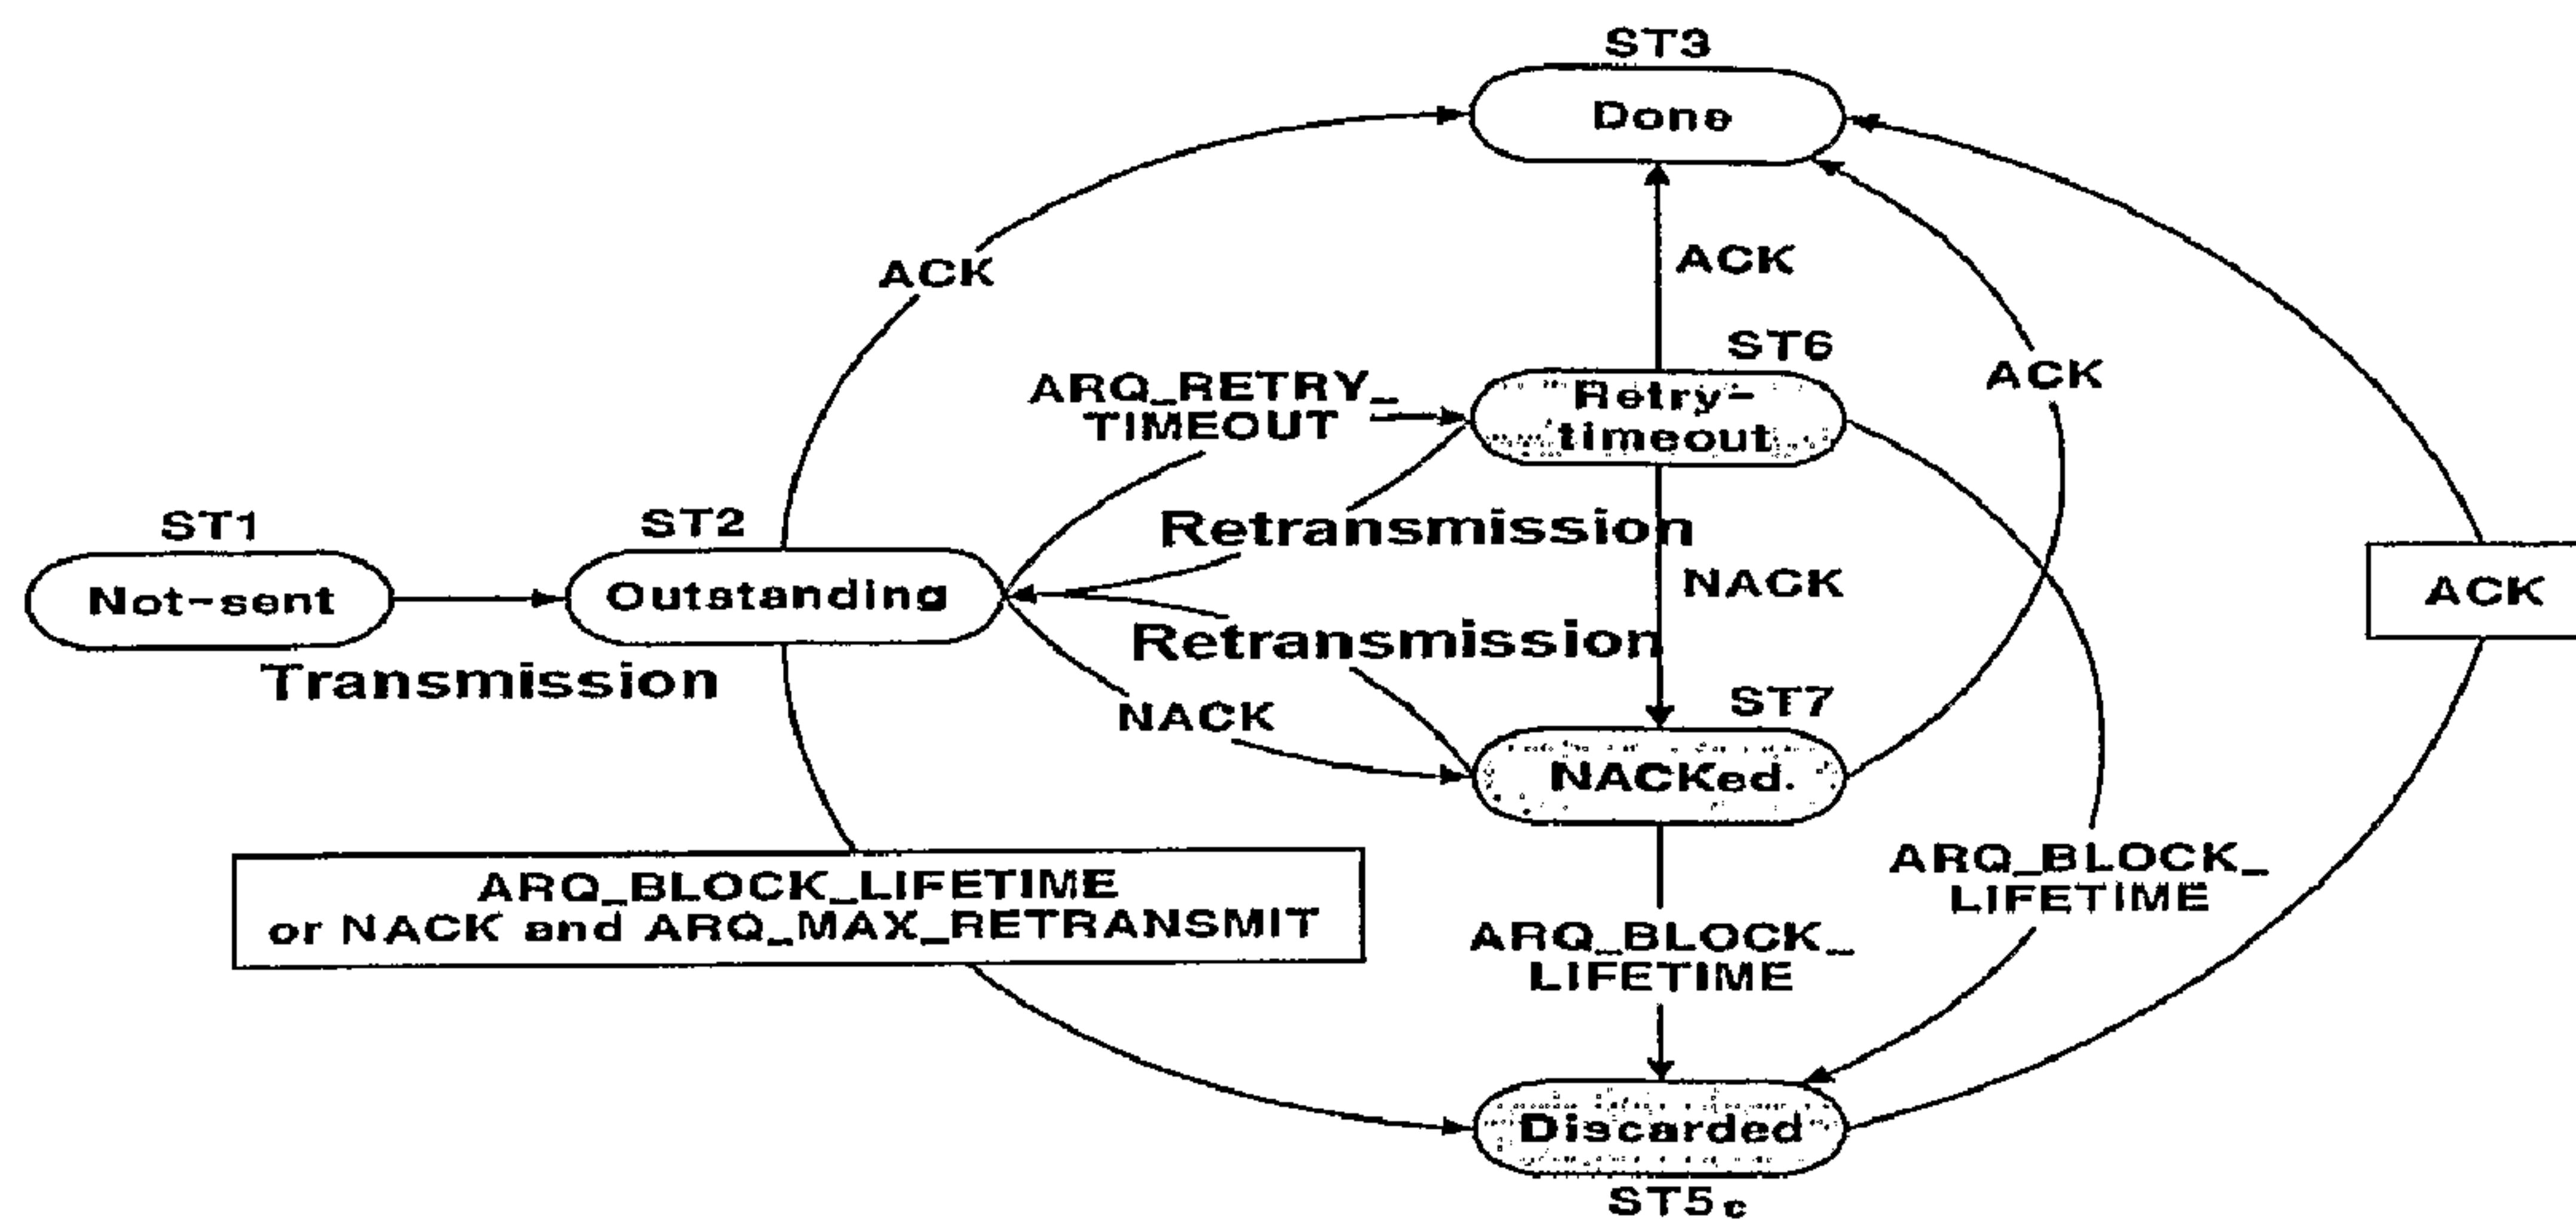 ST3
Done
ACK
ACK
ST6
ARQ_RETRY_
TIMEOUT
Retry-
timeout
ACK
ST1
ST2
Retransmission
Not-sent
Outstanding
NACK
ACK
Retransmission
Transmission
NACK
ST7
NACKed.
ARQ_BLOCK_LIFETIME
or NACK and ARQ_MAX_RETRANSMIT
ARQ_BLOCK_
LIFETIME
ARQ_BLOCK_
LIFETIME
Discarded
ST5c